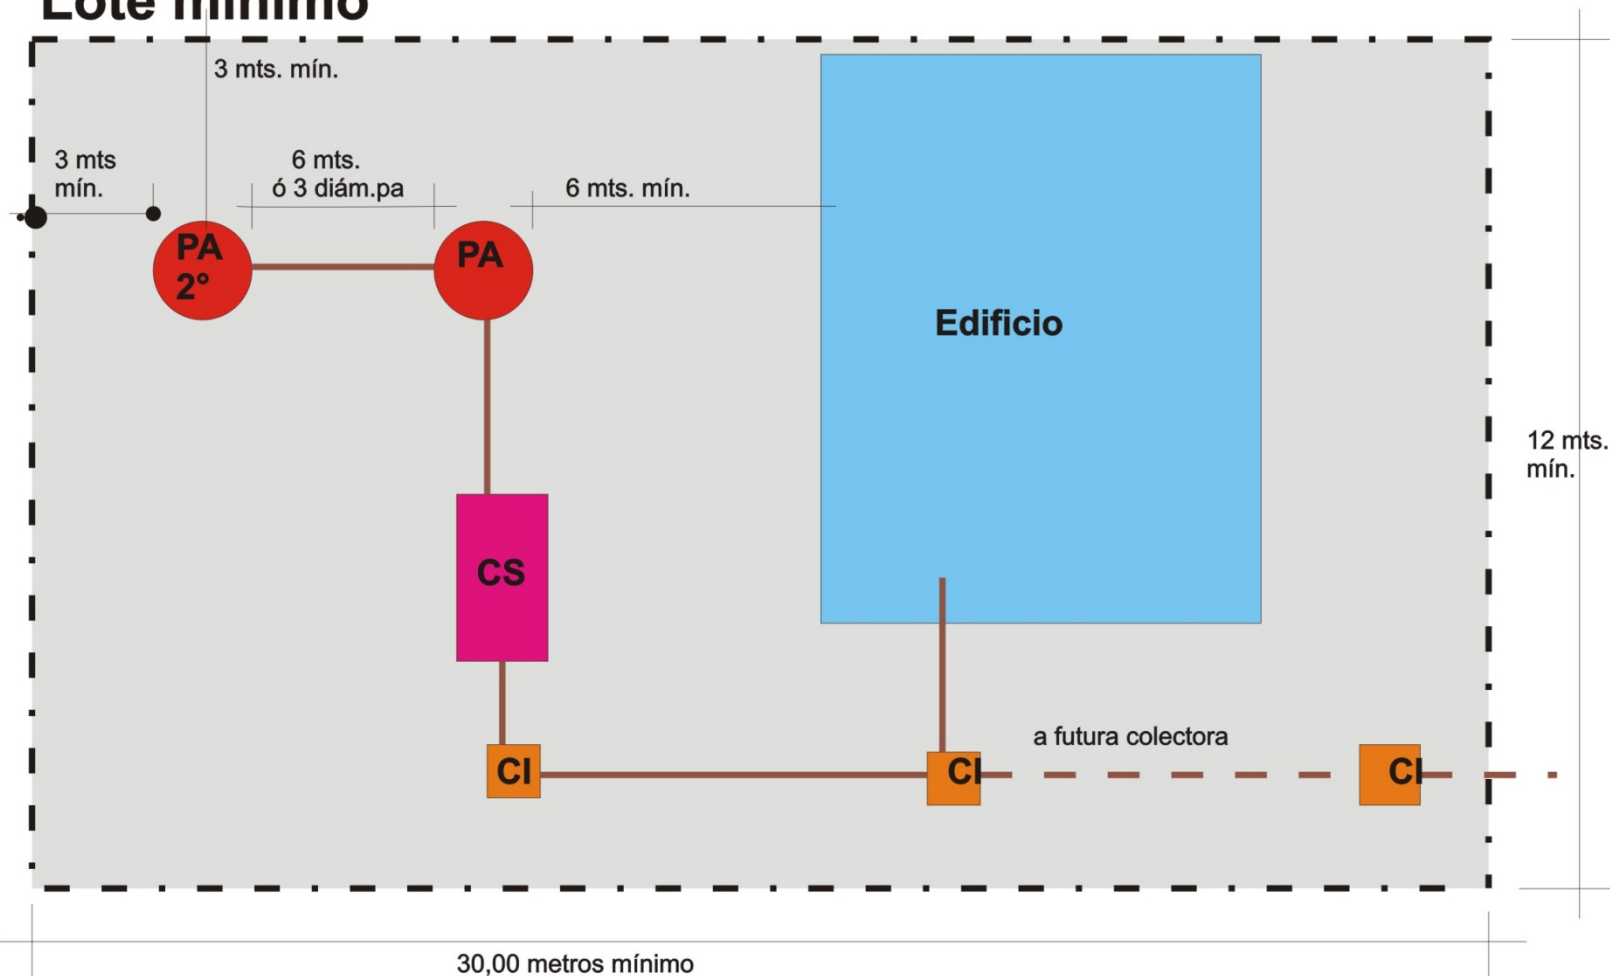 Lote mínimo
3 mts. mín.
3 mts
mín.
6 mts.
ó 3 diám.pa
6 mts. mín.
PA
2°
PA
Edificio
12 mts.
mín.
CS
a futura colectora
CI
CI
CI
30,00 metros mínimo